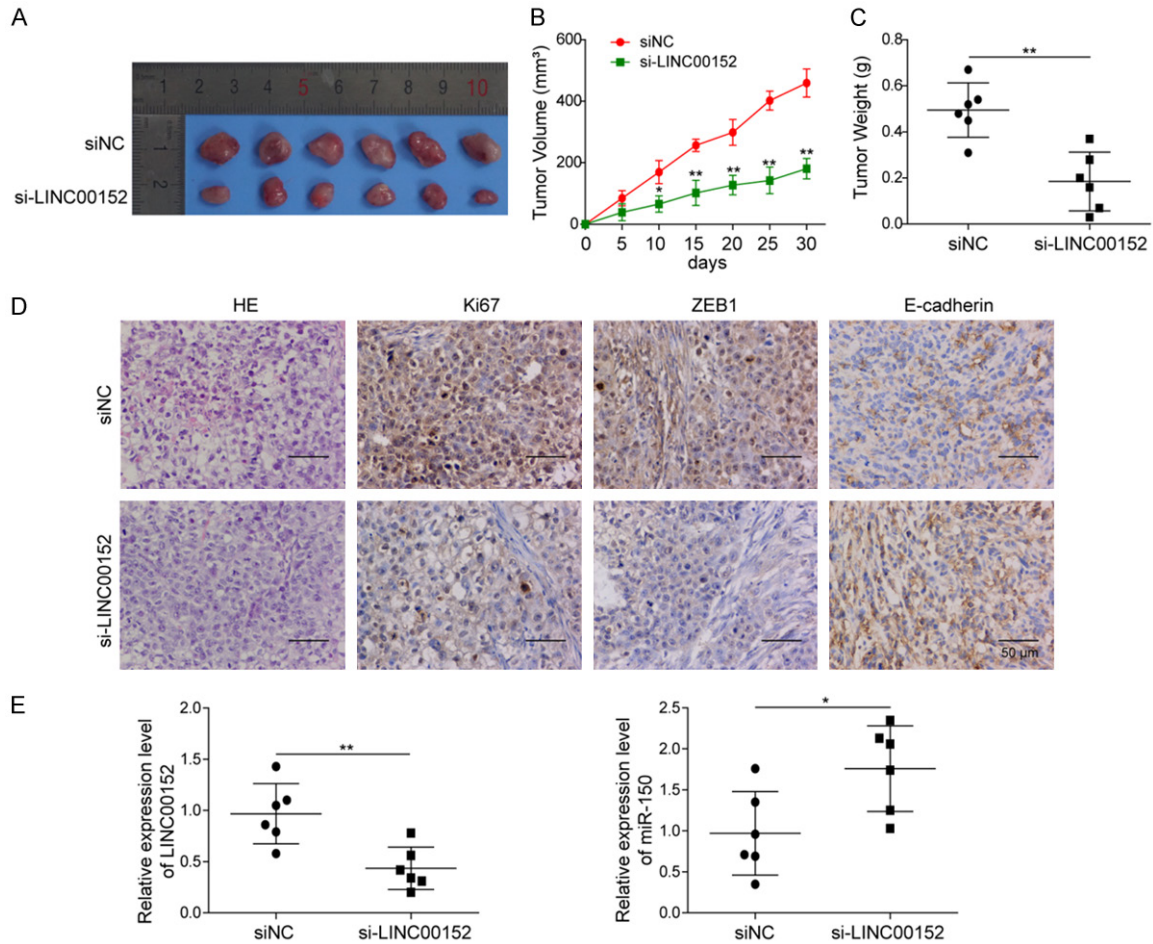 A
1 2 3 4 5 6 7 8 9 10
1
2
siNC
si-LINC00152
B
Tumor Volume (mm³)
600
400
200
0
siNC
si-LINC00152
*
**
**
**
**
0 5 10 15 20 25 30
days
C
Tumor Weight (g)
0.8
0.6
0.4
0.2
0.0
**
siNC si-LINC00152
D
HE Ki67 ZEB1 E-cadherin
siNC
si-LINC00152
50 μm
E
Relative expression level
of LINC00152
2.0
1.5
1.0
0.5
0.0
**
siNC si-LINC00152
Relative expression level
of miR-150
2.5
2.0
1.5
1.0
0.5
0.0
*
siNC si-LINC00152